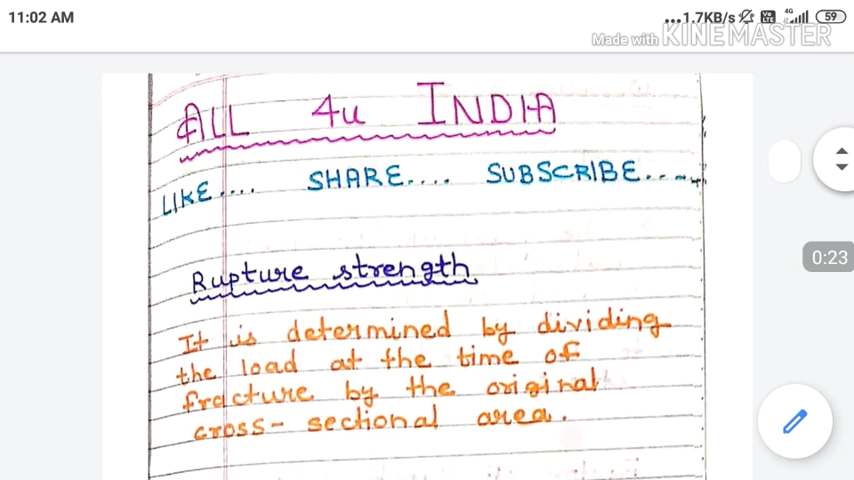 11:02 AM
...1.7KB/s 4G 59
Made with KINEMASTER
ALL 4u INDIA
LIKE.... SHARE.... SUBSCRIBE....
Rupture strength
It is determined by dividing
the load at the time of
fracture by the original
cross-sectional area.
0:23